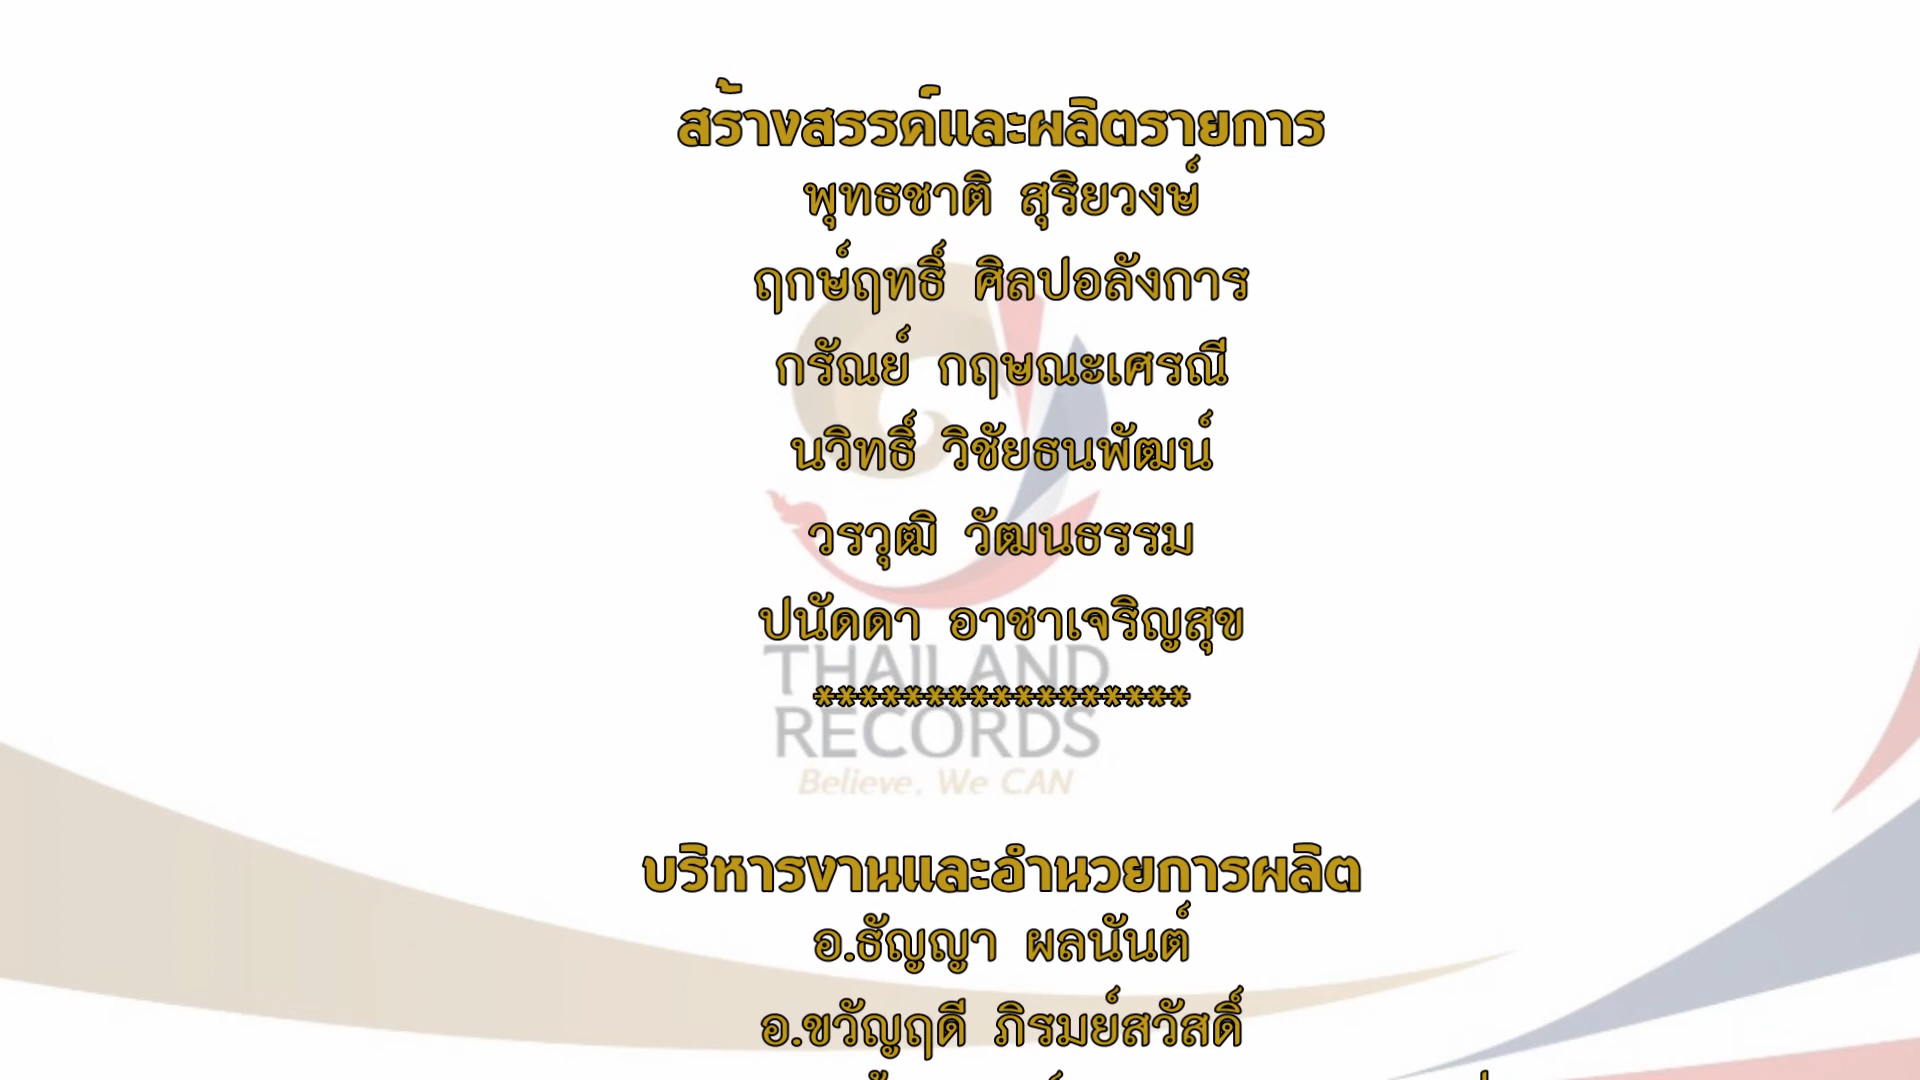 สร้างสรรค์และผลิตรายการ
พุทธชาติ สุริยวงษ์
ฤกษ์ฤทธิ์ ศิลปอลังการ
กรัณย์ กฤษณะเศรณี
นวิทธิ์ วิชัยธนพัฒน์
วรวุฒิ วัฒนธรรม
ปนัดดา อาชาเจริญสุข
THAILAND
*****************
RECORDS
Believe, We CAN
บริหารงานและอำนวยการผลิต
อ.ธัญญา ผลนันต์
อ.ขวัญฤดี ภิรมย์สวัสดิ์